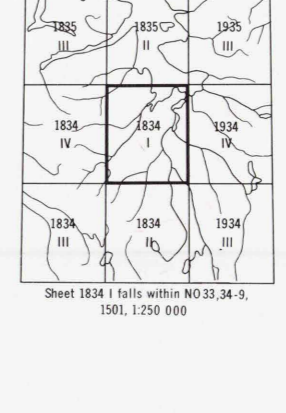 1835 1835 1935
III II III
1834 1834 1934
IV I IV
1834 1834 1934
III II III
Sheet 1834 I falls within NO 33,34-9,
1501, 1:250 000